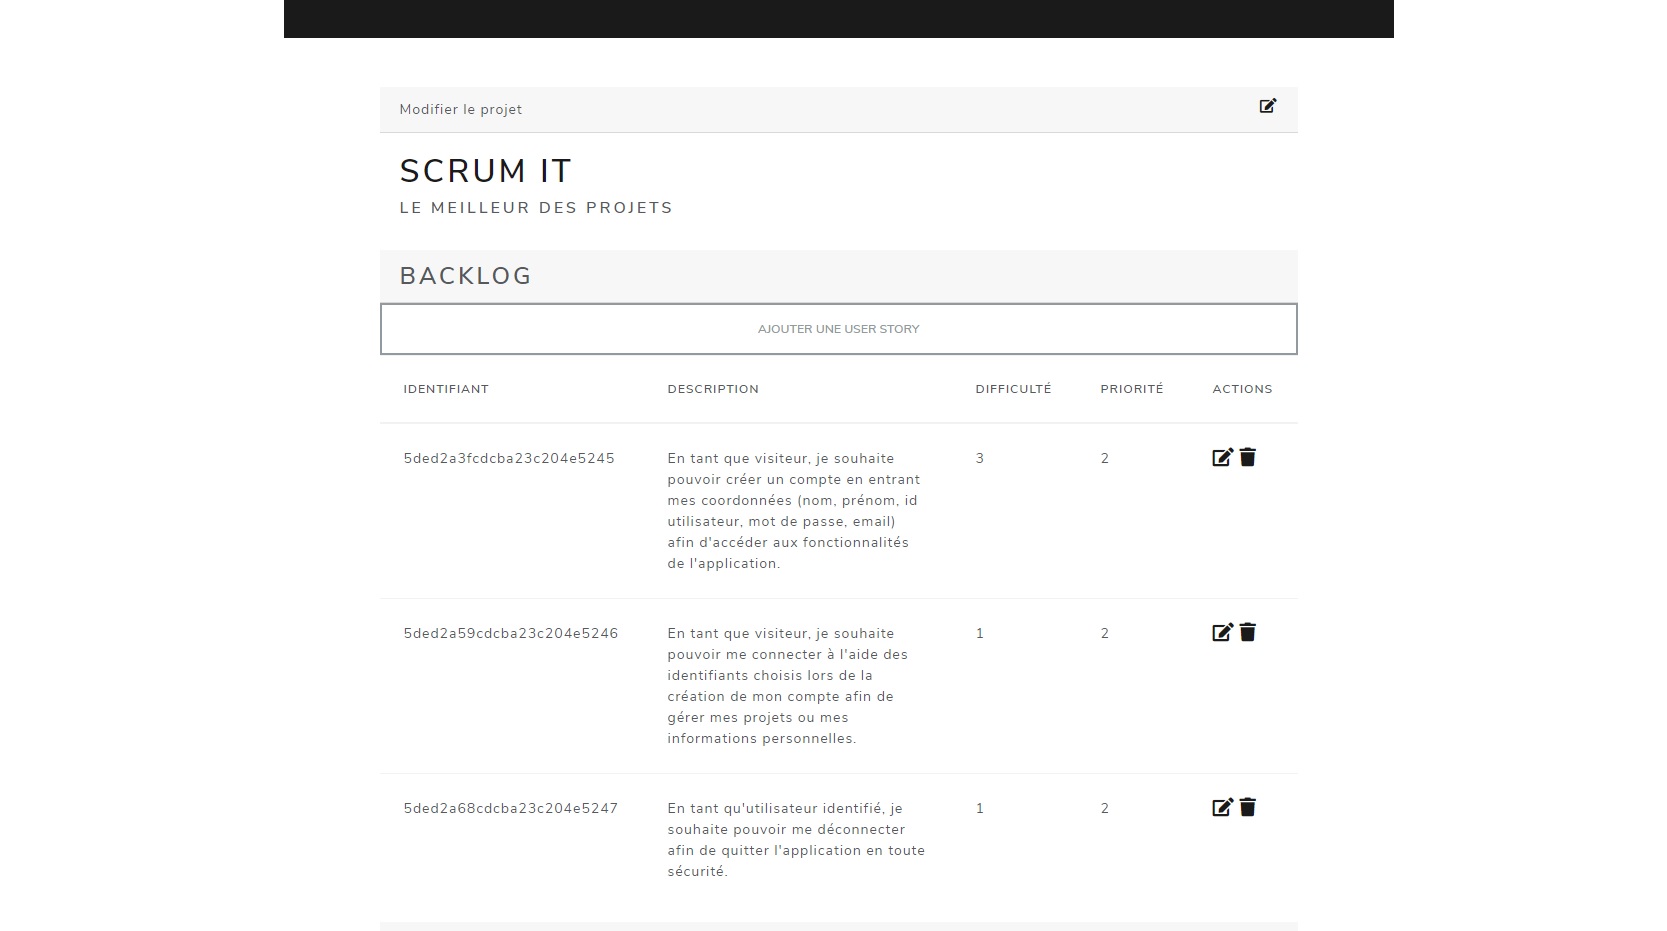 Modifier le projet
SCRUM IT
LE MEILLEUR DES PROJETS
BACKLOG
AJOUTER UNE USER STORY
IDENTIFIANT DESCRIPTION DIFFICULTÉ PRIORITÉ ACTIONS
5ded2a3fcdcba23c204e5245 En tant que visiteur, je souhaite 3 2
pouvoir créer un compte en entrant
mes coordonnées (nom, prénom, id
utilisateur, mot de passe, email)
afin d'accéder aux fonctionnalités
de l'application.
5ded2a59cdcba23c204e5246 En tant que visiteur, je souhaite 1 2
pouvoir me connecter à l'aide des
identifiants choisis lors de la
création de mon compte afin de
gérer mes projets ou mes
informations personnelles.
5ded2a68cdcba23c204e5247 En tant qu'utilisateur identifié, je 1 2
souhaite pouvoir me déconnecter
afin de quitter l'application en toute
sécurité.